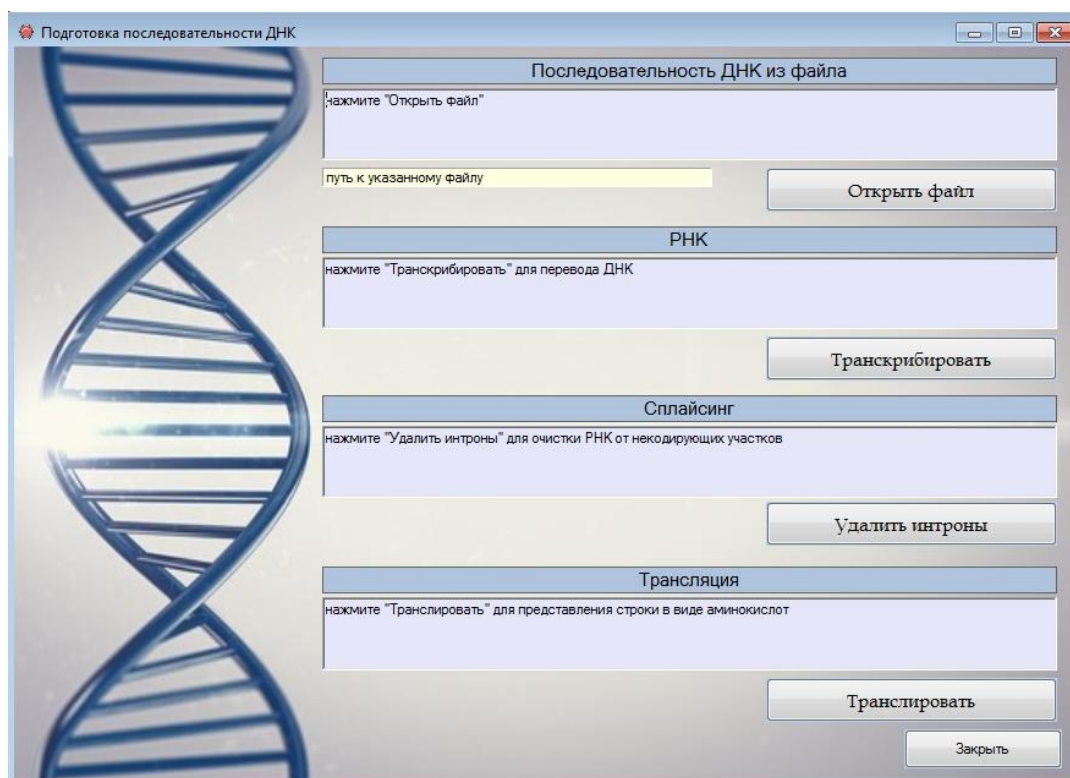 Подготовка последовательности ДНК
Последовательность ДНК из файла
нажмите "Открыть файл"
путь к указанному файлу
Открыть файл
РНК
нажмите "Транскрибировать" для перевода ДНК
Транскрибировать
Сплайсинг
нажмите "Удалить интроны" для очистки РНК от некодирующих участков
Удалить интроны
Трансляция
нажмите "Транслировать" для представления строки в виде аминокислот
Транслировать
Закрыть